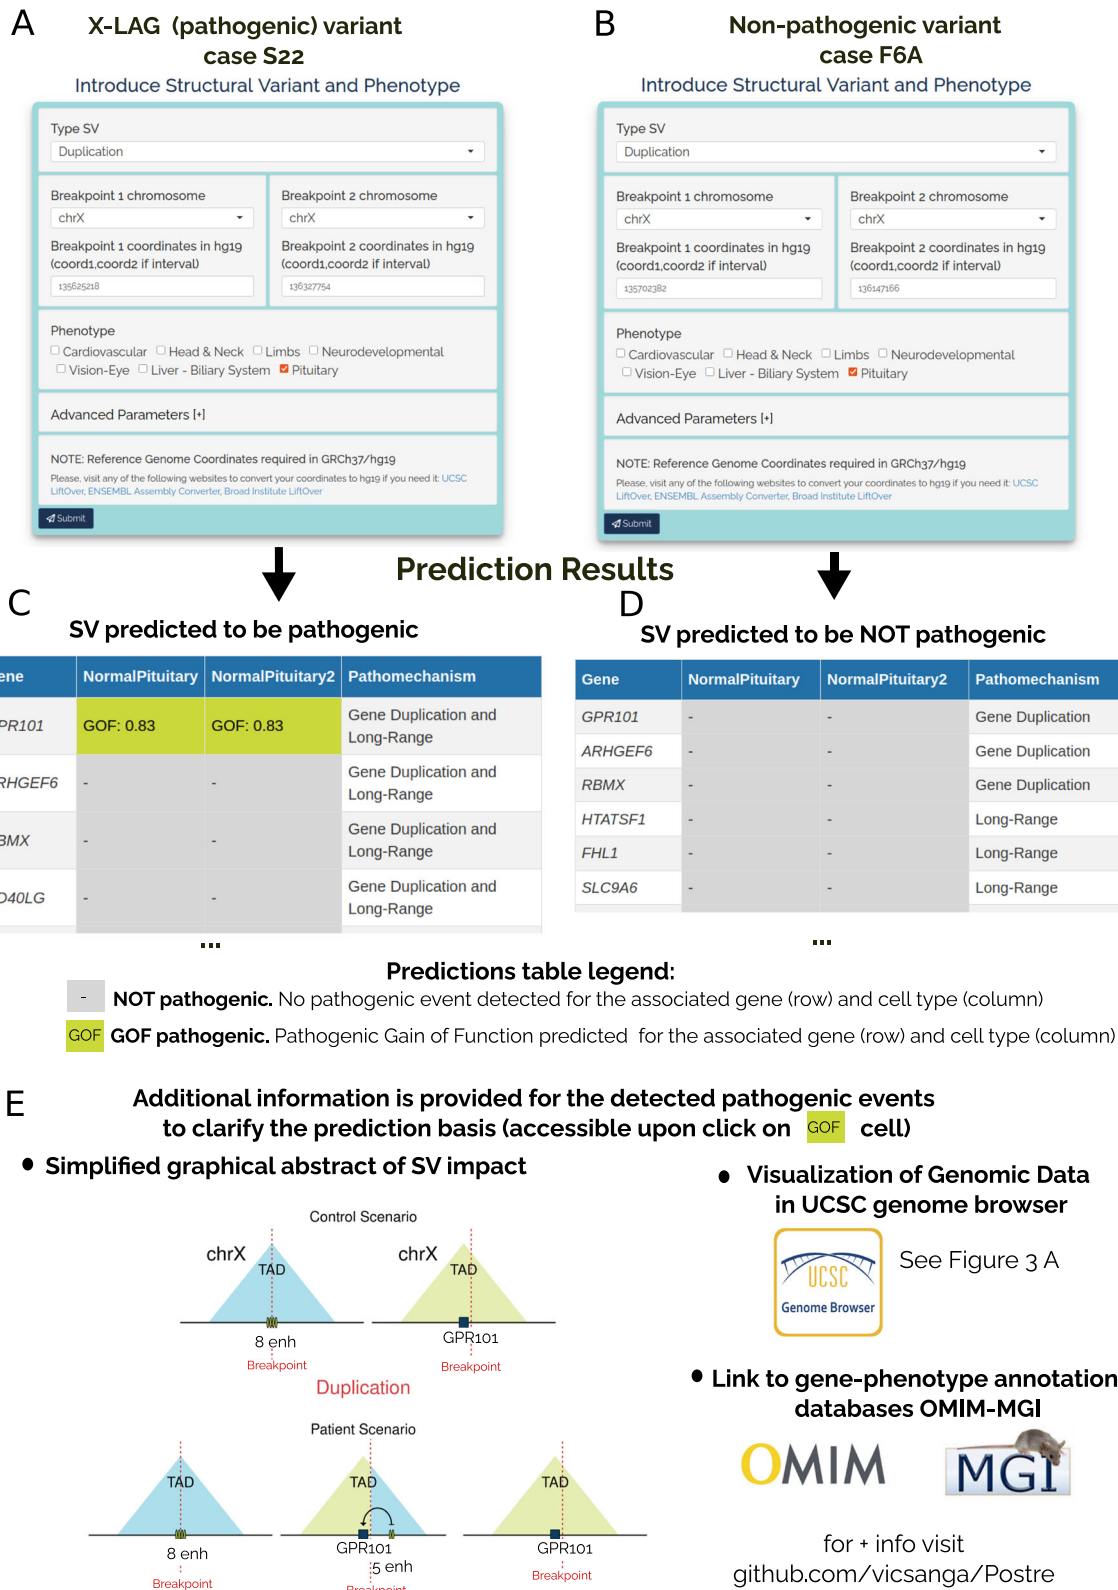 A
X-LAG (pathogenic) variant
case S22
Introduce Structural Variant and Phenotype
Type SV
Duplication
Breakpoint 1 chromosome
chrX
Breakpoint 2 chromosome
chrX
Breakpoint 1 coordinates in hg19
(coord1,coord2 if interval)
135625218
Breakpoint 2 coordinates in hg19
(coord1,coord2 if interval)
136327754
Phenotype
Cardiovascular Head & Neck Limbs Neurodevelopmental
Vision-Eye Liver - Biliary System Pituitary
Advanced Parameters [+]
NOTE: Reference Genome Coordinates required in GRCh37/hg19
Please, visit any of the following websites to convert your coordinates to hg19 if you need it: UCSC
LiftOver, ENSEMBL Assembly Converter, Broad Institute LiftOver
Submit
B
Non-pathogenic variant
case F6A
Introduce Structural Variant and Phenotype
Type SV
Duplication
Breakpoint 1 chromosome
chrX
Breakpoint 2 chromosome
chrX
Breakpoint 1 coordinates in hg19
(coord1,coord2 if interval)
135702382
Breakpoint 2 coordinates in hg19
(coord1,coord2 if interval)
136147166
Phenotype
Cardiovascular Head & Neck Limbs Neurodevelopmental
Vision-Eye Liver - Biliary System Pituitary
Advanced Parameters [+]
NOTE: Reference Genome Coordinates required in GRCh37/hg19
Please, visit any of the following websites to convert your coordinates to hg19 if you need it: UCSC
LiftOver, ENSEMBL Assembly Converter, Broad Institute LiftOver
Submit
Prediction Results
C
SV predicted to be pathogenic
ene NormalPituitary NormalPituitary2 Pathomechanism
PR101 GOF: 0.83 GOF: 0.83 Gene Duplication and
Long-Range
RHGEF6 - - Gene Duplication and
Long-Range
BMX - - Gene Duplication and
Long-Range
D40LG - - Gene Duplication and
Long-Range
...
D
SV predicted to be NOT pathogenic
Gene NormalPituitary NormalPituitary2 Pathomechanism
GPR101 - - Gene Duplication
ARHGEF6 - - Gene Duplication
RBMX - - Gene Duplication
HTATSF1 - - Long-Range
FHL1 - - Long-Range
SLC9A6 - - Long-Range
...
Predictions table legend:
- NOT pathogenic. No pathogenic event detected for the associated gene (row) and cell type (column)
GOF GOF pathogenic. Pathogenic Gain of Function predicted for the associated gene (row) and cell type (column)
E
Additional information is provided for the detected pathogenic events
to clarify the prediction basis (accessible upon click on GOF cell)
• Simplified graphical abstract of SV impact
Control Scenario
chrX chrX
TAD TAD
8 enh GPR101
Breakpoint Breakpoint
Duplication
Patient Scenario
TAD TAD TAD
8 enh GPR101 5 enh GPR101
Breakpoint Breakpoint Breakpoint
• Visualization of Genomic Data
in UCSC genome browser
UCSC
Genome Browser
See Figure 3 A
• Link to gene-phenotype annotation
databases OMIM-MGI
OMIM MGI
for + info visit
github.com/vicsanga/Postre